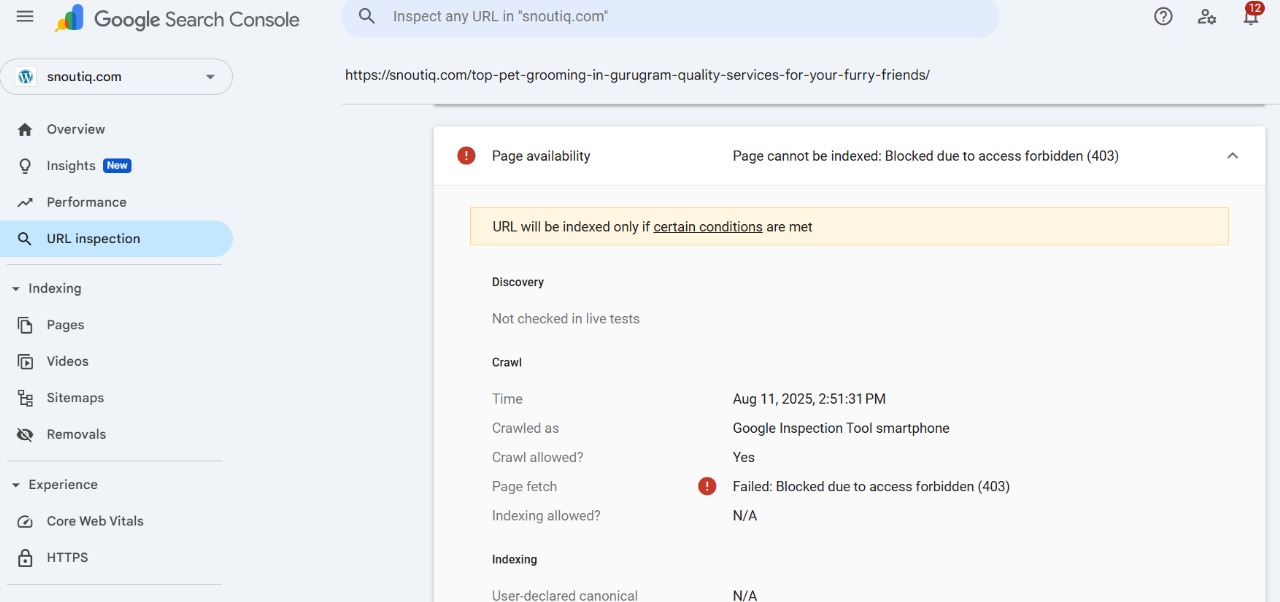 Google Search Console
Inspect any URL in "snoutiq.com"
12
snoutiq.com
https://snoutiq.com/top-pet-grooming-in-gurugram-quality-services-for-your-furry-friends/
Overview
Insights New
Performance
URL inspection
Indexing
Pages
Videos
Sitemaps
Removals
Experience
Core Web Vitals
HTTPS
Page availability Page cannot be indexed: Blocked due to access forbidden (403)
URL will be indexed only if certain conditions are met
Discovery
Not checked in live tests
Crawl
Time Aug 11, 2025, 2:51:31 PM
Crawled as Google Inspection Tool smartphone
Crawl allowed? Yes
Page fetch Failed: Blocked due to access forbidden (403)
Indexing allowed? N/A
Indexing
User-declared canonical N/A